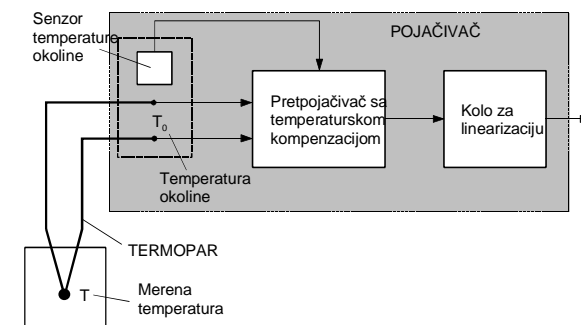 Senzor
temperature
okoline
POJAČIVAČ
Pretpojačivač sa
temperaturskom
kompenzacijom
Kolo za
linearizaciju
T0
Temperatura
okoline
TERMOPAR
T
Merena
temperatura